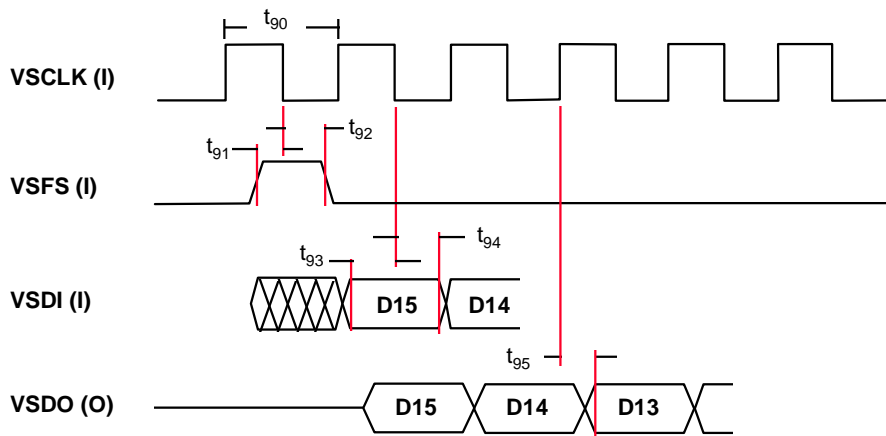 t90
VSCLK (I)
t91
t92
VSFS (I)
t93
t94
VSDI (I)
D15
D14
t95
VSDO (O)
D15
D14
D13